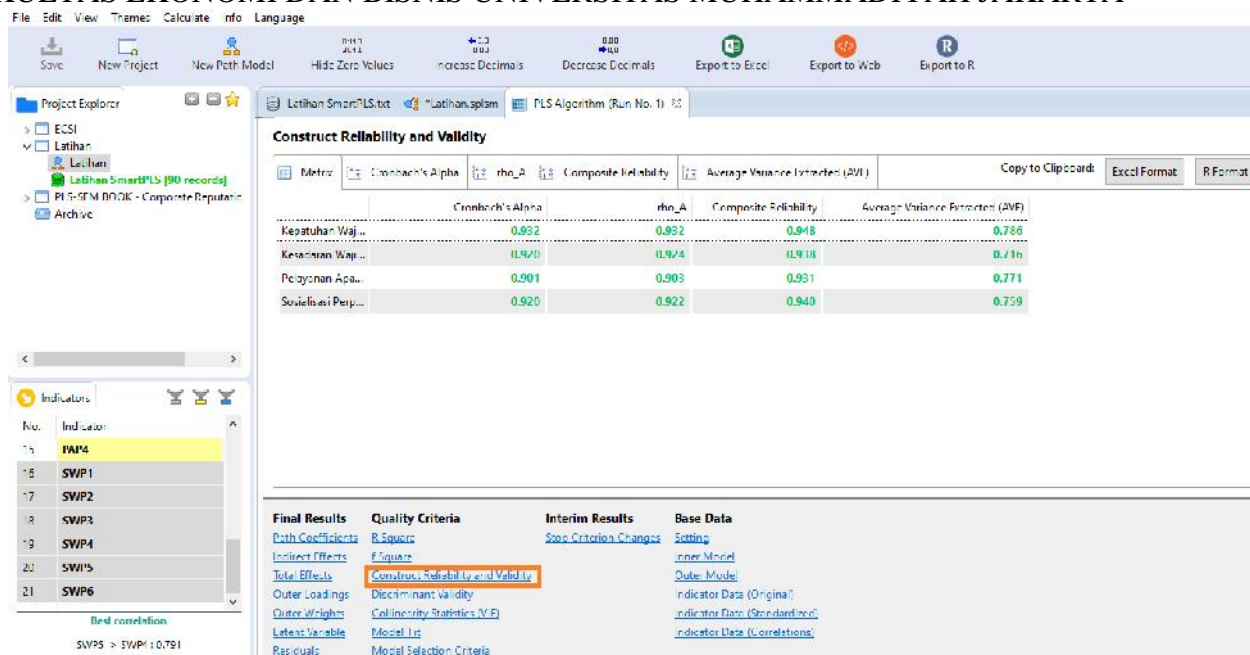 KULTAS EKONOMI DAN BISNIS UNIVERSITAS MUHAMMADIYAH JAKARTA
File Edit View Themes Calculate Info Language
Save New Project New Path Model Hide Zero Values Increase Decimals Decrease Decimals Export to Excel Export to Web Export to R
Project Explorer
ECSI
Latihan
Latihan
Latihan SmartPLS [90 records]
PLS-SEM BOOK - Corporate Reputatic
Archive
Indicators
No. Indicator
15 PAP4
16 SWP1
17 SWP2
18 SWP3
19 SWP4
20 SWP5
21 SWP6
Best correlation
SWP5 -> SWP4 : 0.791
Latihan SmartPLS.txt *Latihan.splsm PLS Algorithm (Run No. 1)
Construct Reliability and Validity
Matrix Cronbach's Alpha rho_A Composite Reliability Average Variance Extracted (AVE) Copy to Clipboard: Excel Format R Format
Cronbach's Alpha rho_A Composite Reliability Average Variance Extracted (AVE)
Kepatuhan Waj... 0.932 0.932 0.948 0.786
Kesadaran Waj... 0.920 0.924 0.938 0.716
Pelayanan Apa... 0.901 0.903 0.931 0.771
Sosialisasi Perp... 0.920 0.922 0.940 0.759
Final Results Quality Criteria Interim Results Base Data
Path Coefficients R Square Stop Criterion Changes Setting
Indirect Effects f Square Inner Model
Total Effects Construct Reliability and Validity Outer Model
Outer Loadings Discriminant Validity Indicator Data (Original)
Outer Weights Collinearity Statistics (VIF) Indicator Data (Standardized)
Latent Variable Model Fit Indicator Data (Correlations)
Residuals Model Selection Criteria